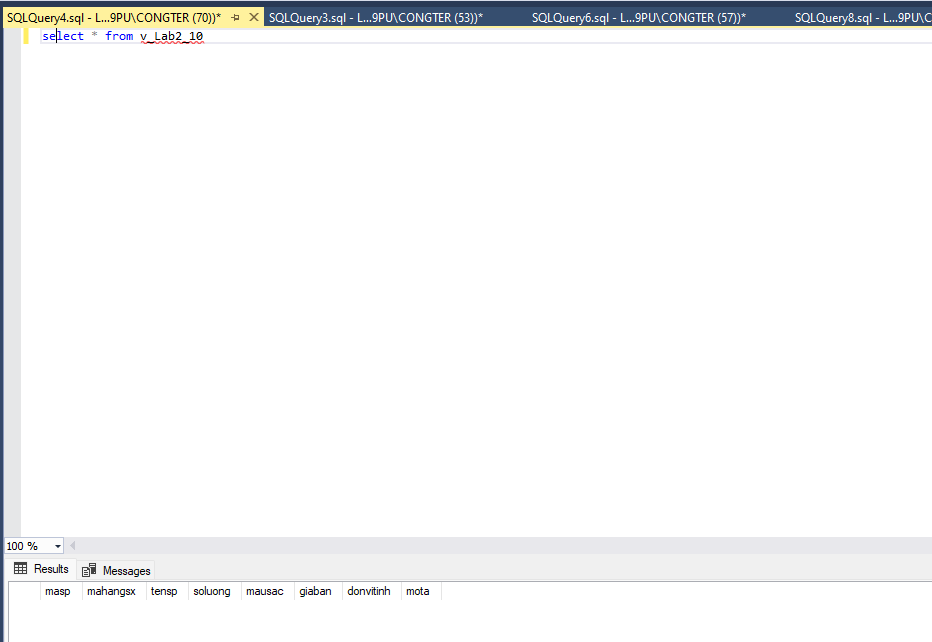 SQLQuery4.sql - L...9PU\CONGTER (70))* SQLQuery3.sql - L...9PU\CONGTER (53))* SQLQuery6.sql - L...9PU\CONGTER (57))* SQLQuery8.sql - L...9PU\C
select * from v_Lab2_10
100 %
Results Messages
masp mahangsx tensp soluong mausac giaban donvitinh mota